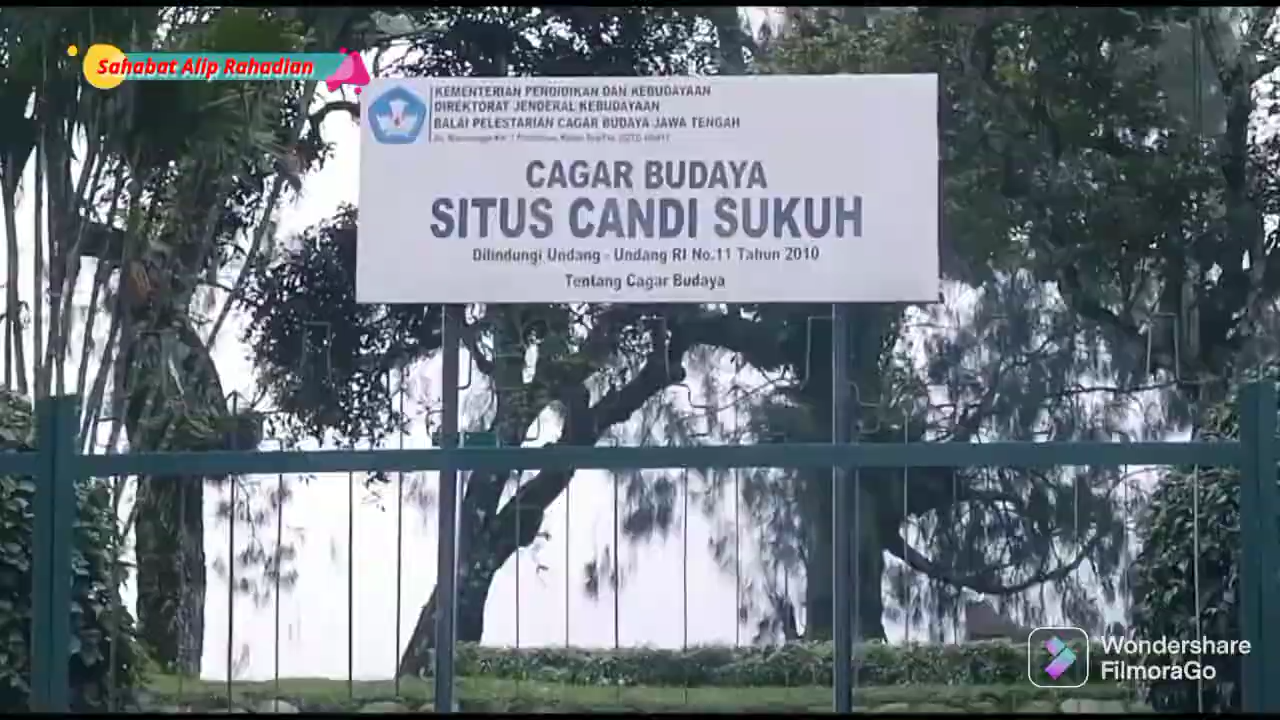 Sahabat Alip Rahadian
KEMENTERIAN PENDIDIKAN DAN KEBUDAYAAN
DIREKTORAT JENDERAL KEBUDAYAAN
BALAI PELESTARIAN CAGAR BUDAYA JAWA TENGAH
CAGAR BUDAYA
SITUS CANDI SUKUH
Dilindungi Undang - Undang RI No.11 Tahun 2010
Tentang Cagar Budaya
Wondershare
FilmoraGo